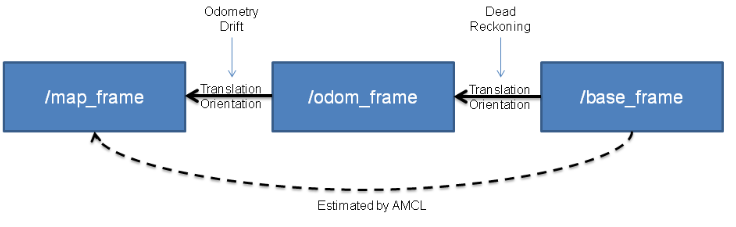 Odometry
Drift
Dead
Reckoning
/map_frame
Translation
Orientation
/odom_frame
Translation
Orientation
/base_frame
Estimated by AMCL